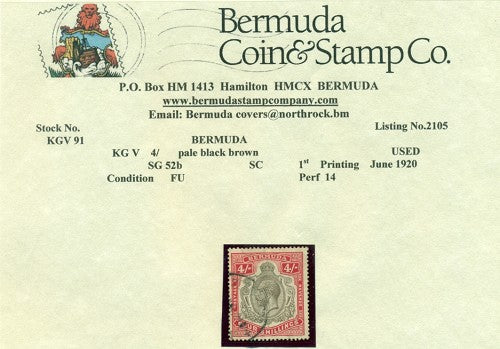 Bermuda
Coin&Stamp Co.
P.O. Box HM 1413 Hamilton HMCX BERMUDA
www.bermudastampcompany.com
Email: Bermuda covers@northrock.bm
Stock No. Listing No.2105
KGV 91 BERMUDA
KG V 4/ pale black brown USED
SG 52b SC 1st Printing June 1920
Condition FU Perf 14
BERMUDA
4/- 4/-
SHILLINGS